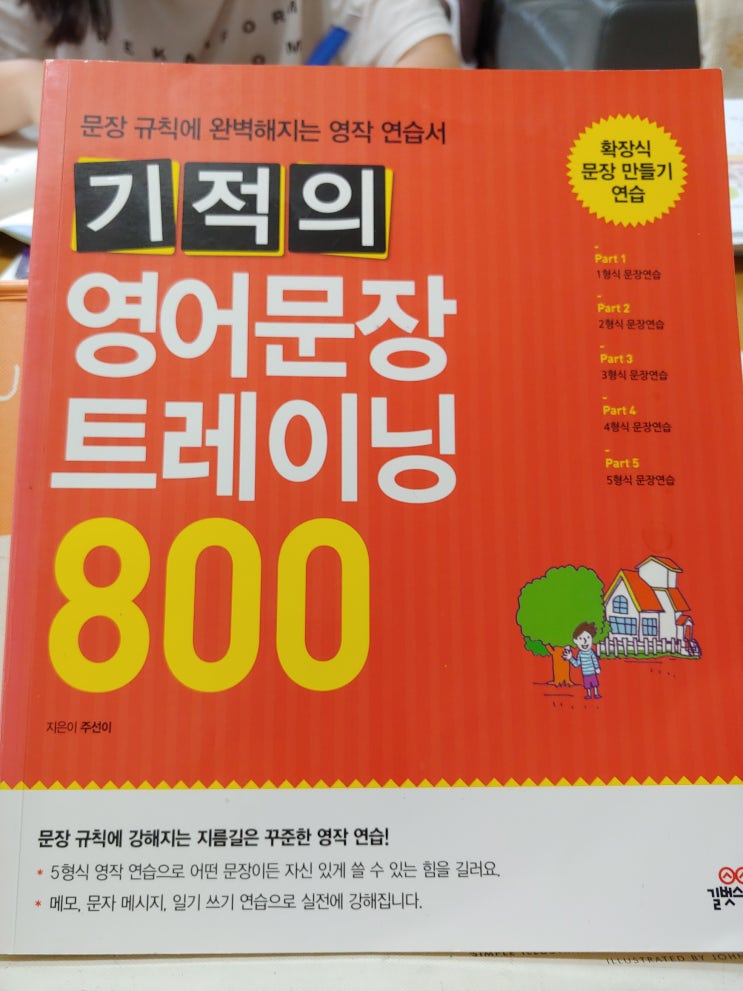 문장 규칙에 완벽해지는 영작 연습서
기적의
영어문장
트레이닝
800
지은이 주선이
확장식
문장 만들기
연습
Part 1
1형식 문장연습
Part 2
2형식 문장연습
Part 3
3형식 문장연습
Part 4
4형식 문장연습
Part 5
5형식 문장연습
문장 규칙에 강해지는 지름길은 꾸준한 영작 연습!
* 5형식 영작 연습으로 어떤 문장이든 자신 있게 쓸 수 있는 힘을 길러요.
* 메모, 문자 메시지, 일기 쓰기 연습으로 실전에 강해집니다.
길벗스
ILLUSTRATED BY JOHN